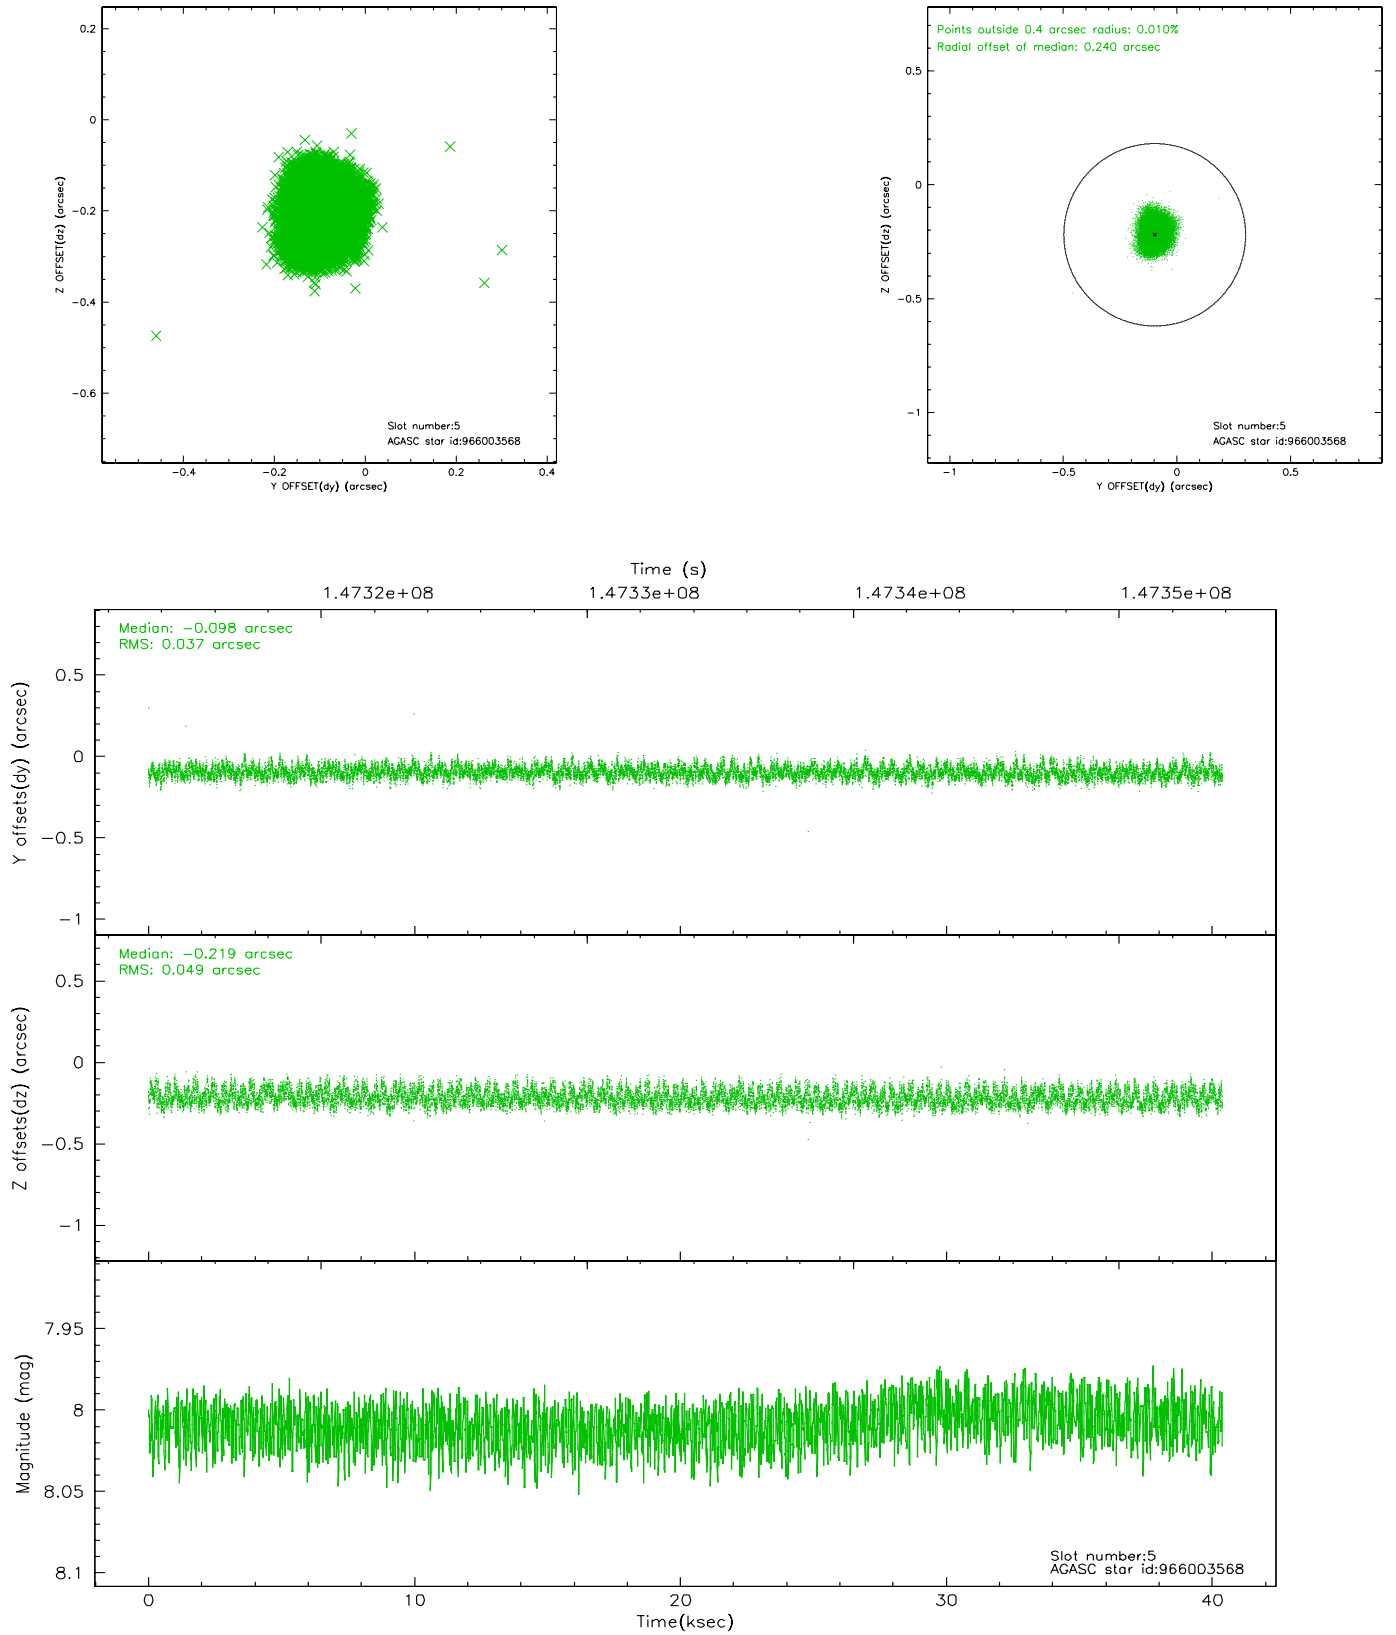 0.2
0
−0.2
−0.4
−0.6
Z OFFSET(dz) (arcsec)
Slot number:5
AGASC star id:966003568
−0.4 −0.2 0 0.2 0.4
Y OFFSET(dy) (arcsec)
Points outside 0.4 arcsec radius: 0.010%
Radial offset of median: 0.240 arcsec
0.5
0
−0.5
−1
Z OFFSET(dz) (arcsec)
Slot number:5
AGASC star id:966003568
−1 −0.5 0 0.5
Y OFFSET(dy) (arcsec)
Time (s)
1.4732e+08 1.4733e+08 1.4734e+08 1.4735e+08
Median: −0.098 arcsec
RMS: 0.037 arcsec
0.5
0
−0.5
−1
Y offsets(dy) (arcsec)
Median: −0.219 arcsec
RMS: 0.049 arcsec
0.5
0
−0.5
−1
Z offsets(dz) (arcsec)
7.95
8
8.05
8.1
Magnitude (mag)
Slot number:5
AGASC star id:966003568
0 10 20 30 40
Time(ksec)